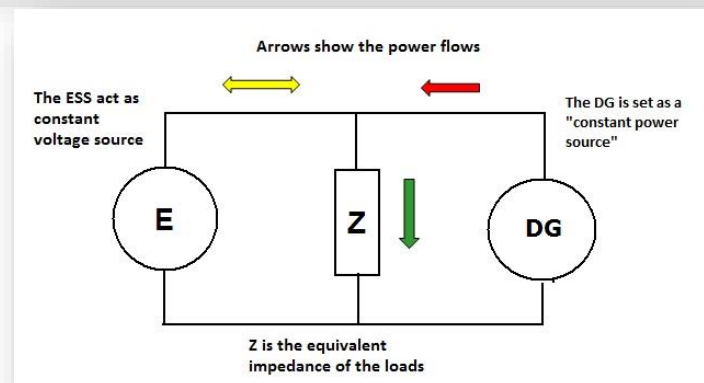 Arrows show the power flows
The ESS act as
constant
voltage source
The DG is set as a
"constant power
source"
E
Z
DG
Z is the equivalent
impedance of the loads